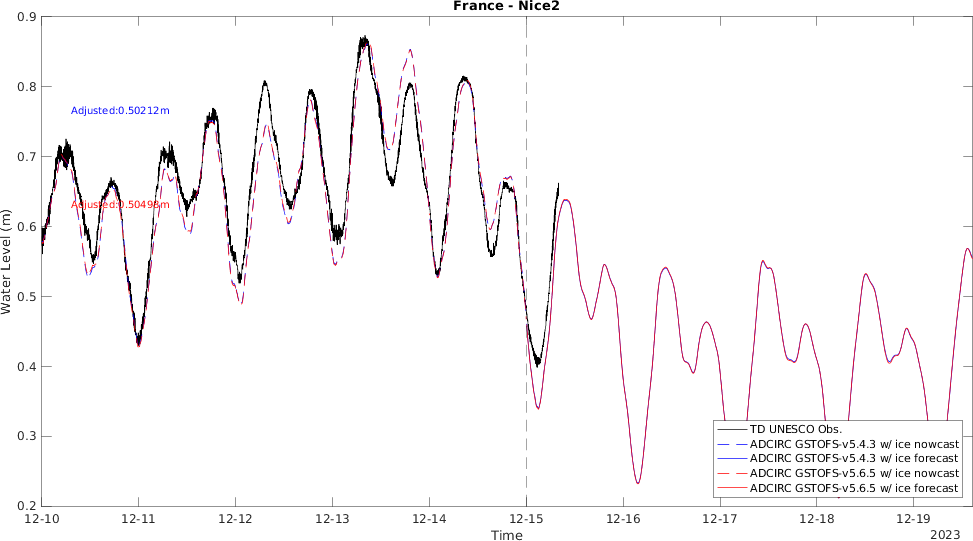 France - Nice2
0.9
0.8
0.7
0.6
0.5
0.4
0.3
0.2
Water Level (m)
Adjusted:0.50212m
Adjusted:0.50498m
TD UNESCO Obs.
ADCIRC GSTOFS-v5.4.3 w/ ice nowcast
ADCIRC GSTOFS-v5.4.3 w/ ice forecast
ADCIRC GSTOFS-v5.6.5 w/ ice nowcast
ADCIRC GSTOFS-v5.6.5 w/ ice forecast
12-10 12-11 12-12 12-13 12-14 12-15 12-16 12-17 12-18 12-19
Time
2023